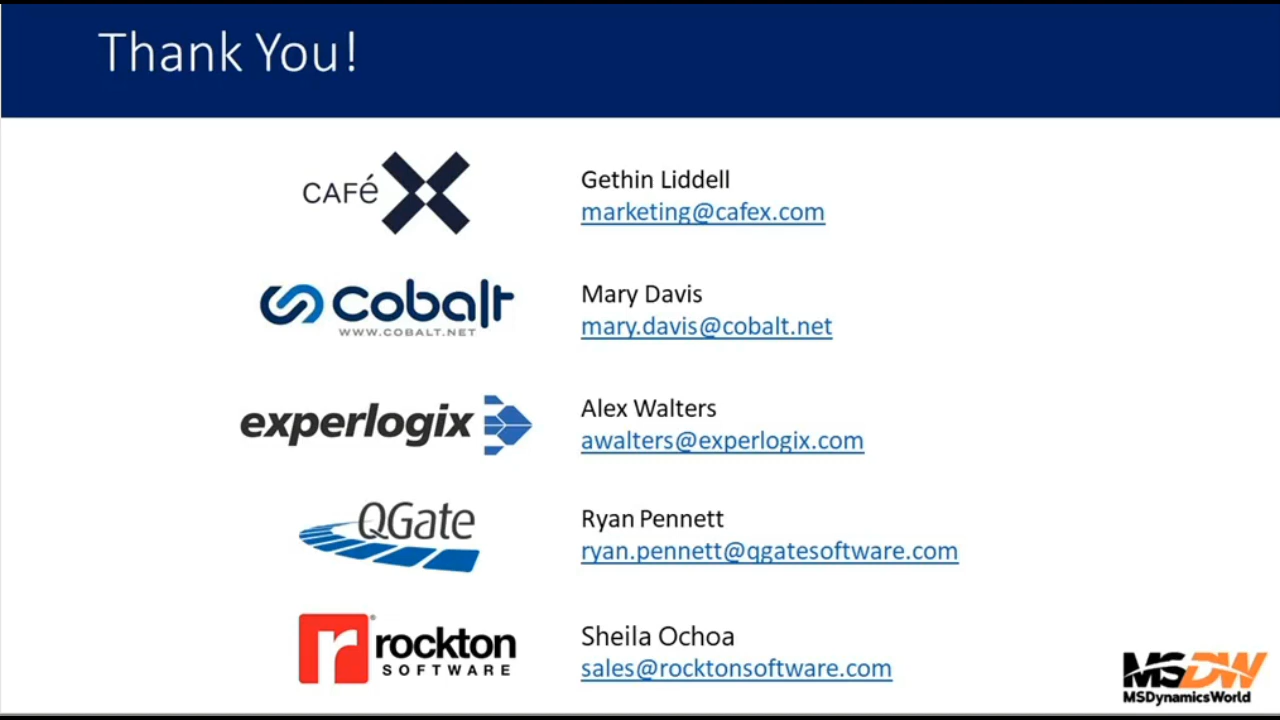 Thank You!
CAFé X
Gethin Liddell
marketing@cafex.com
cobalt
WWW.COBALT.NET
Mary Davis
mary.davis@cobalt.net
experlogix
Alex Walters
awalters@experlogix.com
QGate
Ryan Pennett
ryan.pennett@qgatesoftware.com
r® rockton
SOFTWARE
Sheila Ochoa
sales@rocktonsoftware.com
MSDW
MSDynamicsWorld